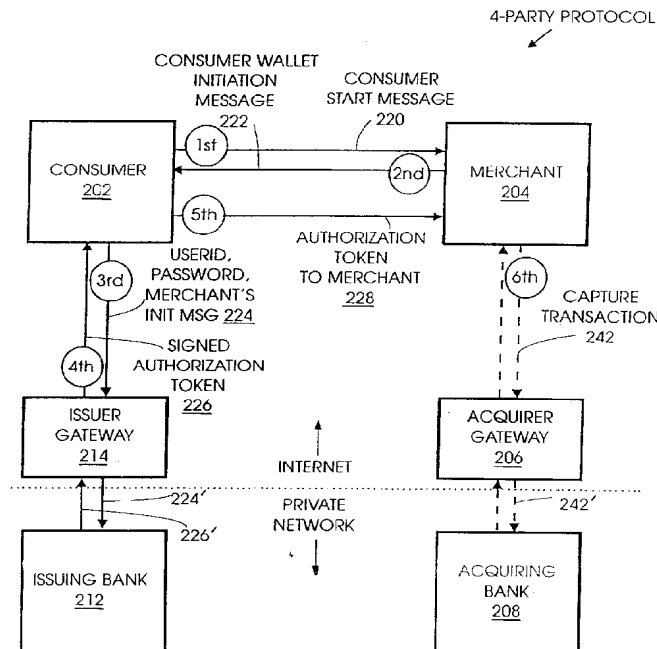 4-PARTY PROTOCOL
CONSUMER WALLET
INITIATION
MESSAGE
222
CONSUMER
START MESSAGE
220
1st
2nd
CONSUMER
202
MERCHANT
204
5th
AUTHORIZATION
TOKEN
TO MERCHANT
228
3rd
USERID,
PASSWORD,
MERCHANT'S
INIT MSG 224
6th
CAPTURE
TRANSACTION
242
4th
SIGNED
AUTHORIZATION
TOKEN
226
ISSUER
GATEWAY
214
ACQUIRER
GATEWAY
206
INTERNET
PRIVATE
NETWORK
224'
226'
242'
ISSUING BANK
212
ACQUIRING
BANK
208